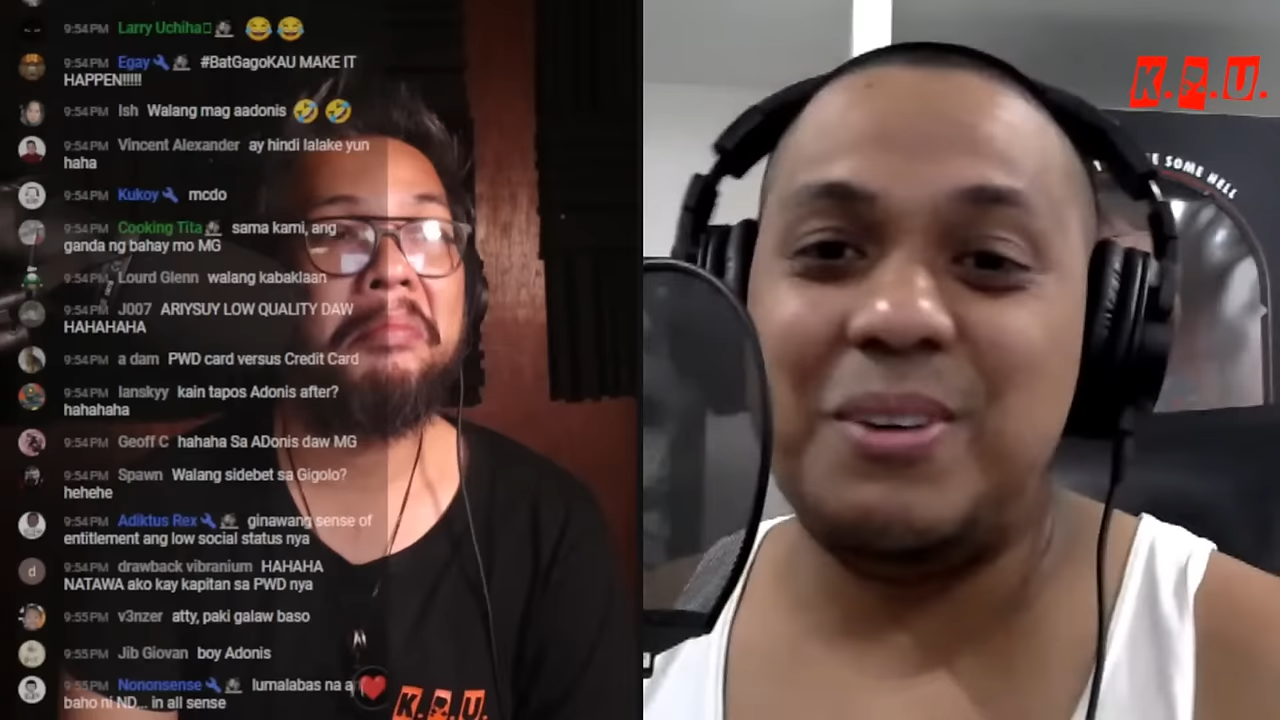 9:54 PM Larry Uchiha 😂😂
9:54 PM Egay #BatGagoKAU MAKE IT
HAPPEN!!!!!
9:54 PM Ish Walang mag aadonis 🤣🤣
9:54 PM Vincent Alexander ay hindi lalake yun
haha
9:54 PM Kukoy mcdo
9:54 PM Cooking Tita sama kami, ang
ganda ng bahay mo MG
9:54 PM Lourd Glenn walang kabaklaan
9:54 PM J007 ARIYSUY LOW QUALITY DAW
HAHAHAHA
9:54 PM a dam PWD card versus Credit Card
9:54 PM Ianskyy kain tapos Adonis after?
hahahaha
9:54 PM Geoff C hahaha Sa ADonis daw MG
9:54 PM Spawn Walang sidebet sa Gigolo?
hehehe
9:54 PM Adiktus Rex ginawang sense of
entitlement ang low social status nya
d
9:54 PM drawback vibranium HAHAHA
NATAWA ako kay kapitan sa PWD nya
9:55 PM v3nzer atty, paki galaw baso
9:55 PM Jib Giovan boy Adonis
9:55 PM Nononsense lumalabas na a
baho ni ND... in all sense
K.P.U.
K.P.U.
SOME HELL